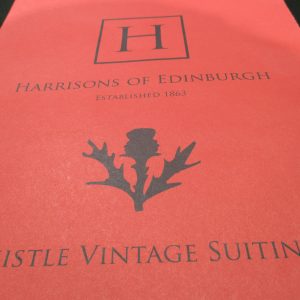 H
HARRISONS OF EDINBURGH
ESTABLISHED 1863
VINTAGE